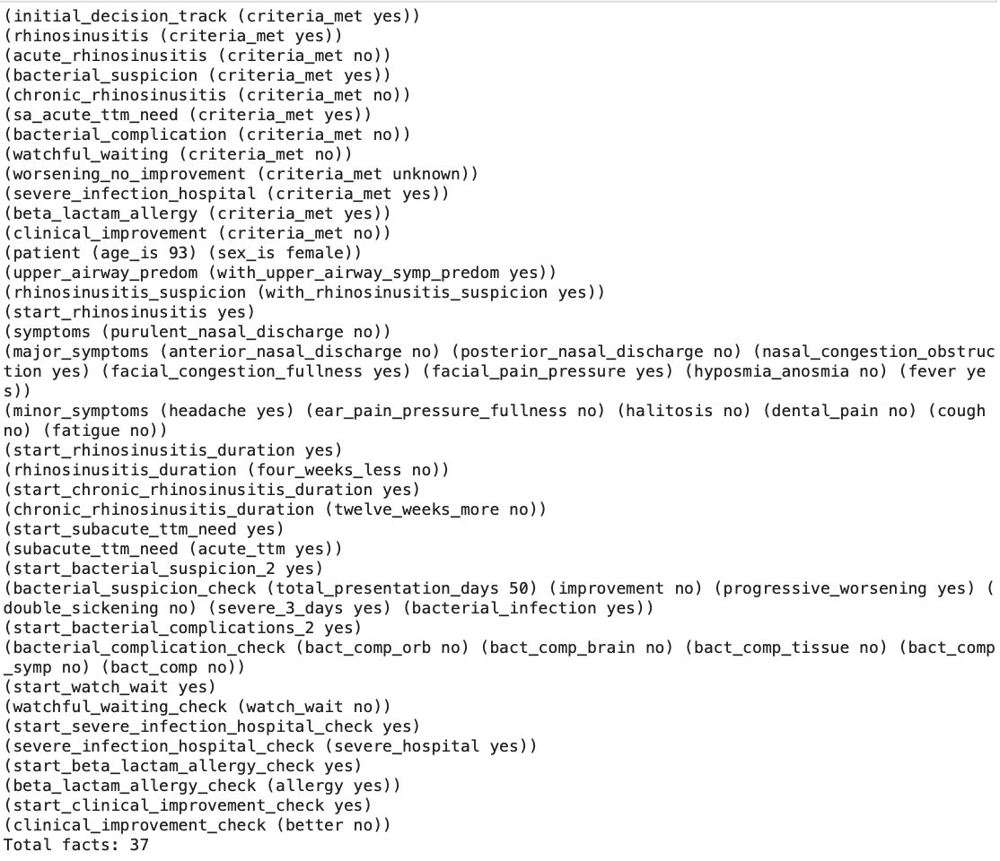 (initial_decision_track (criteria_met yes))
(rhinosinusitis (criteria_met yes))
(acute_rhinosinusitis (criteria_met no))
(bacterial_suspicion (criteria_met yes))
(chronic_rhinosinusitis (criteria_met no))
(sa_acute_ttm_need (criteria_met yes))
(bacterial_complication (criteria_met no))
(watchful_waiting (criteria_met no))
(worsening_no_improvement (criteria_met unknown))
(severe_infection_hospital (criteria_met yes))
(beta_lactam_allergy (criteria_met yes))
(clinical_improvement (criteria_met no))
(patient (age_is 93) (sex_is female))
(upper_airway_predom (with_upper_airway_symp_predom yes))
(rhinosinusitis_suspicion (with_rhinosinusitis_suspicion yes))
(start_rhinosinusitis yes)
(symptoms (purulent_nasal_discharge no))
(major_symptoms (anterior_nasal_discharge no) (posterior_nasal_discharge no) (nasal_congestion_obstruc
tion yes) (facial_congestion_fullness yes) (facial_pain_pressure yes) (hyposmia_anosmia no) (fever ye
s))
(minor_symptoms (headache yes) (ear_pain_pressure_fullness no) (halitosis no) (dental_pain no) (cough
no) (fatigue no))
(start_rhinosinusitis_duration yes)
(rhinosinusitis_duration (four_weeks_less no))
(start_chronic_rhinosinusitis_duration yes)
(chronic_rhinosinusitis_duration (twelve_weeks_more no))
(start_subacute_ttm_need yes)
(subacute_ttm_need (acute_ttm yes))
(start_bacterial_suspicion_2 yes)
(bacterial_suspicion_check (total_presentation_days 50) (improvement no) (progressive_worsening yes) (
double_sickening no) (severe_3_days yes) (bacterial_infection yes))
(start_bacterial_complications_2 yes)
(bacterial_complication_check (bact_comp_orb no) (bact_comp_brain no) (bact_comp_tissue no) (bact_comp
_symp no) (bact_comp no))
(start_watch_wait yes)
(watchful_waiting_check (watch_wait no))
(start_severe_infection_hospital_check yes)
(severe_infection_hospital_check (severe_hospital yes))
(start_beta_lactam_allergy_check yes)
(beta_lactam_allergy_check (allergy yes))
(start_clinical_improvement_check yes)
(clinical_improvement_check (better no))
Total facts: 37